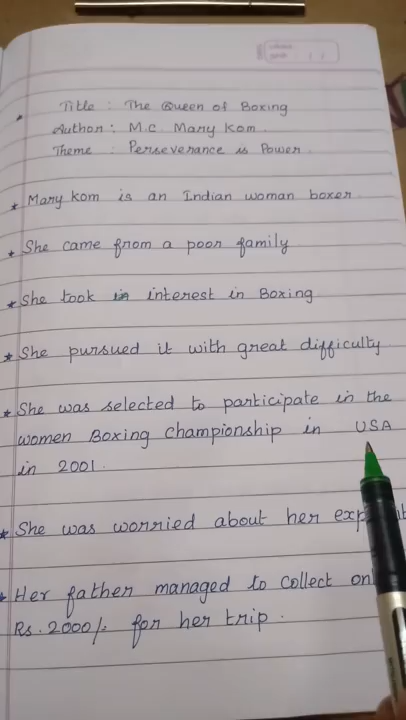 Title : The Queen of Boxing
Author : M.C. Mary Kom.
Theme : Perseverance is Power.
* Mary kom is an Indian woman boxer
* She came from a poor family
* She took in interest in Boxing
* She pursued it with great difficulty
* She was selected to participate in the
women Boxing championship in USA
in 2001.
* She was worried about her
* Her father managed to collect
Rs. 2000/- for her trip.